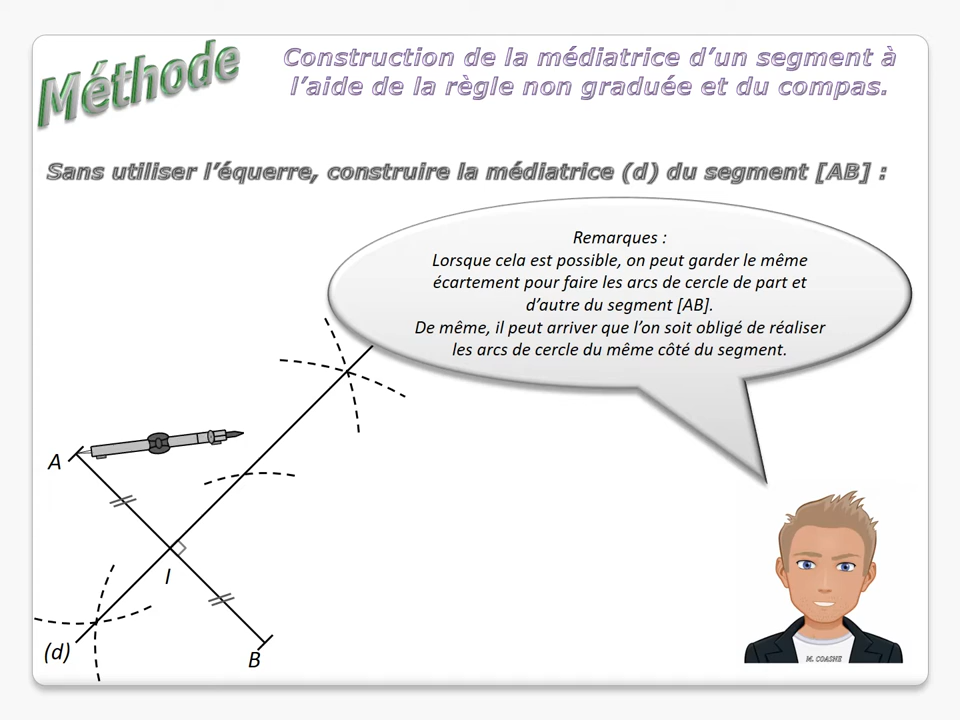 Méthode
Construction de la médiatrice d’un segment à
l’aide de la règle non graduée et du compas.
Sans utiliser l’équerre, construire la médiatrice (d) du segment [AB] :
Remarques :
Lorsque cela est possible, on peut garder le même
écartement pour faire les arcs de cercle de part et
d’autre du segment [AB].
De même, il peut arriver que l’on soit obligé de réaliser
les arcs de cercle du même côté du segment.
A
I
(d)
B
M. COASHE